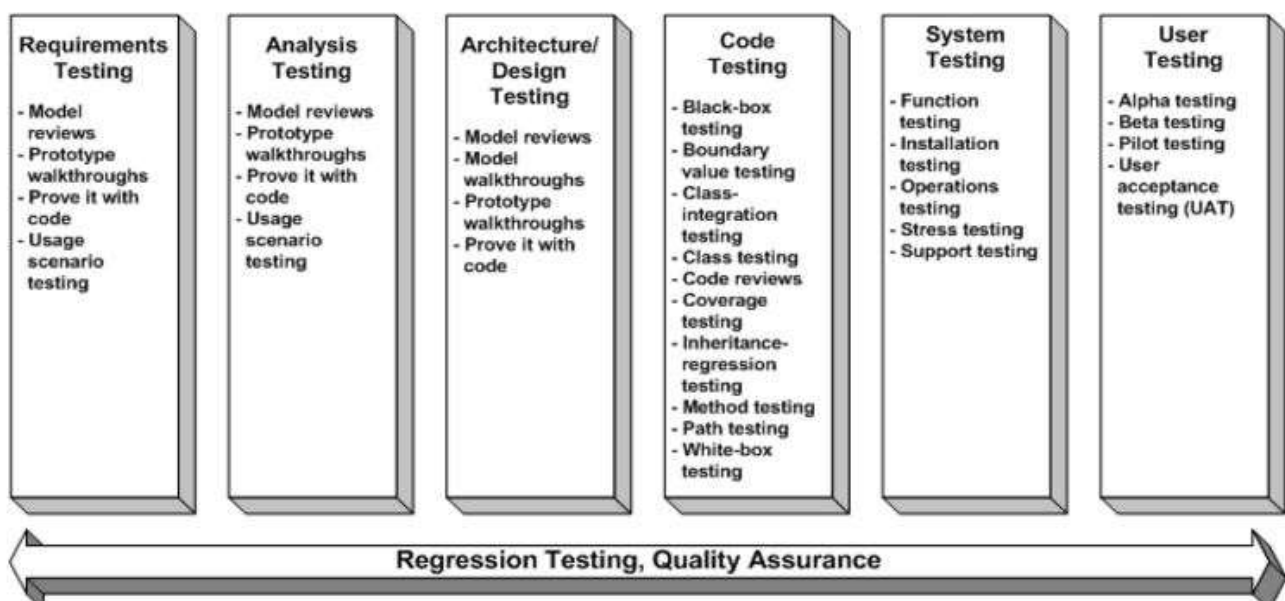 Requirements
Testing
- Model
reviews
- Prototype
walkthroughs
- Prove it with
code
- Usage
scenario
testing
Analysis
Testing
- Model reviews
- Prototype
walkthroughs
- Prove it with
code
- Usage
scenario
testing
Architecture/
Design
Testing
- Model reviews
- Model
walkthroughs
- Prototype
walkthroughs
- Prove it with
code
Code
Testing
- Black-box
testing
- Boundary
value testing
- Class-
integration
testing
- Class testing
- Code reviews
- Coverage
testing
- Inheritance-
regression
testing
- Method testing
- Path testing
- White-box
testing
System
Testing
- Function
testing
- Installation
testing
- Operations
testing
- Stress testing
- Support testing
User
Testing
- Alpha testing
- Beta testing
- Pilot testing
- User
acceptance
testing (UAT)
Regression Testing, Quality Assurance